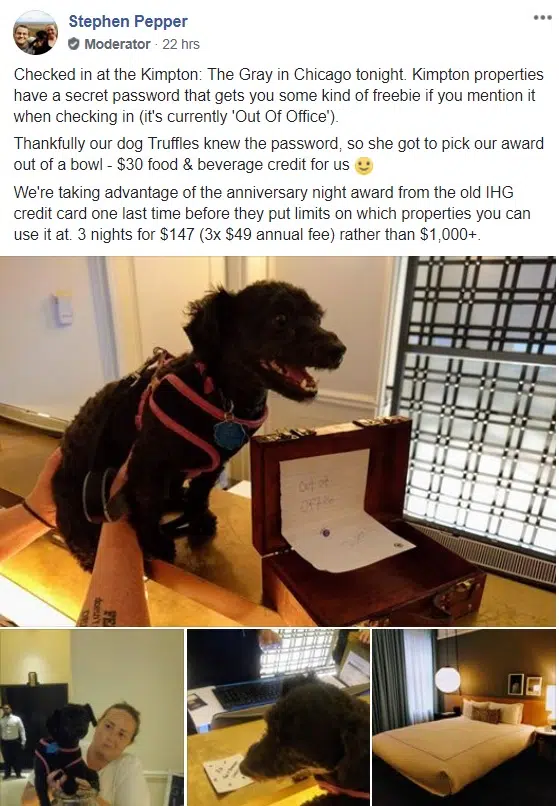 Stephen Pepper
Moderator · 22 hrs
Checked in at the Kimpton: The Gray in Chicago tonight. Kimpton properties
have a secret password that gets you some kind of freebie if you mention it
when checking in (it's currently 'Out Of Office').
Thankfully our dog Truffles knew the password, so she got to pick our award
out of a bowl - $30 food & beverage credit for us
We're taking advantage of the anniversary night award from the old IHG
credit card one last time before they put limits on which properties you can
use it at. 3 nights for $147 (3x $49 annual fee) rather than $1,000+.
Out of
OFFICE